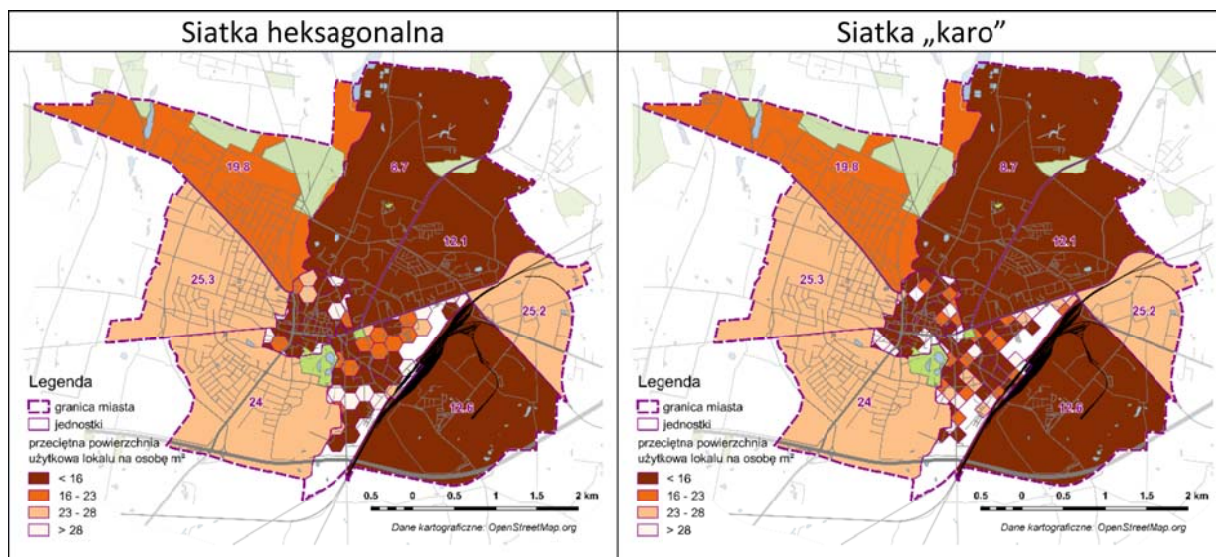 Siatka heksagonalna
19.8
8.7
12.1
25.3
25.2
24
12.6
Legenda
granica miasta
jednostki
przeciętna powierzchnia
użytkowa lokalu na osobę m²
< 16
16 - 23
23 - 28
> 28
0.5 0 0.5 1 1.5 2 km
Dane kartograficzne: OpenStreetMap.org
Siatka „karo”
19.8
8.7
12.1
25.3
25.2
24
12.6
Legenda
granica miasta
jednostki
przeciętna powierzchnia
użytkowa lokalu na osobę m²
< 16
16 - 23
23 - 28
> 28
0.5 0 0.5 1 1.5 2 km
Dane kartograficzne: OpenStreetMap.org